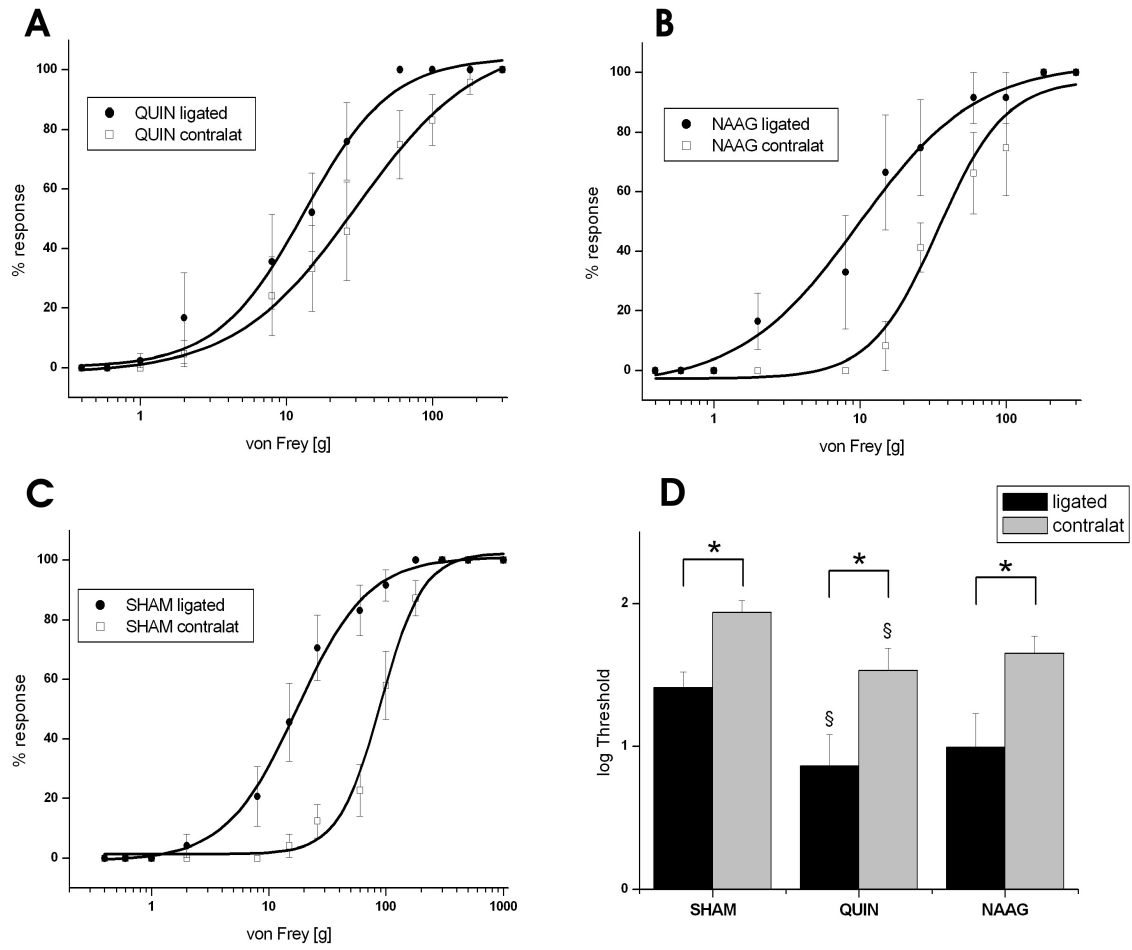 A
QUIN ligated
QUIN contralat
% response
100
80
60
40
20
0
1
10
100
von Frey [g]
B
NAAG ligated
NAAG contralat
% response
100
80
60
40
20
0
1
10
100
von Frey [g]
C
SHAM ligated
SHAM contralat
% response
100
80
60
40
20
0
1
10
100
1000
von Frey [g]
D
ligated
contralat
log Threshold
2
1
0
*
*
*
§
§
SHAM
QUIN
NAAG